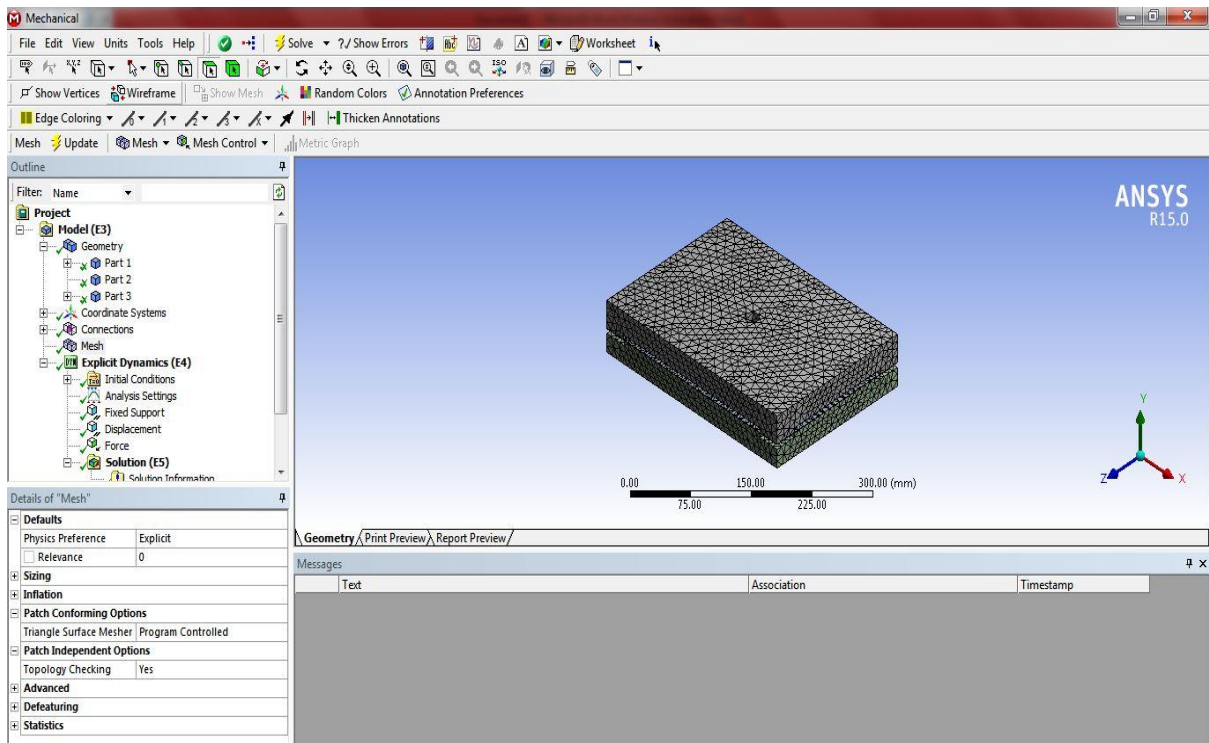 Mechanical
File Edit View Units Tools Help Solve ?/ Show Errors A Worksheet
Show Vertices Wireframe Show Mesh Random Colors Annotation Preferences
Edge Coloring Thicken Annotations
Mesh Update Mesh Mesh Control Metric Graph
Outline
Filter: Name
Project
Model (E3)
Geometry
Part 1
Part 2
Part 3
Coordinate Systems
Connections
Mesh
Explicit Dynamics (E4)
Initial Conditions
Analysis Settings
Fixed Support
Displacement
Force
Solution (E5)
Solution Information
ANSYS
R15.0
Y
Z X
0.00 150.00 300.00 (mm)
75.00 225.00
Details of "Mesh"
Defaults
Physics Preference Explicit
Relevance 0
Sizing
Inflation
Patch Conforming Options
Triangle Surface Mesher Program Controlled
Patch Independent Options
Topology Checking Yes
Advanced
Defeaturing
Statistics
Geometry Print Preview Report Preview
Messages
Text Association Timestamp